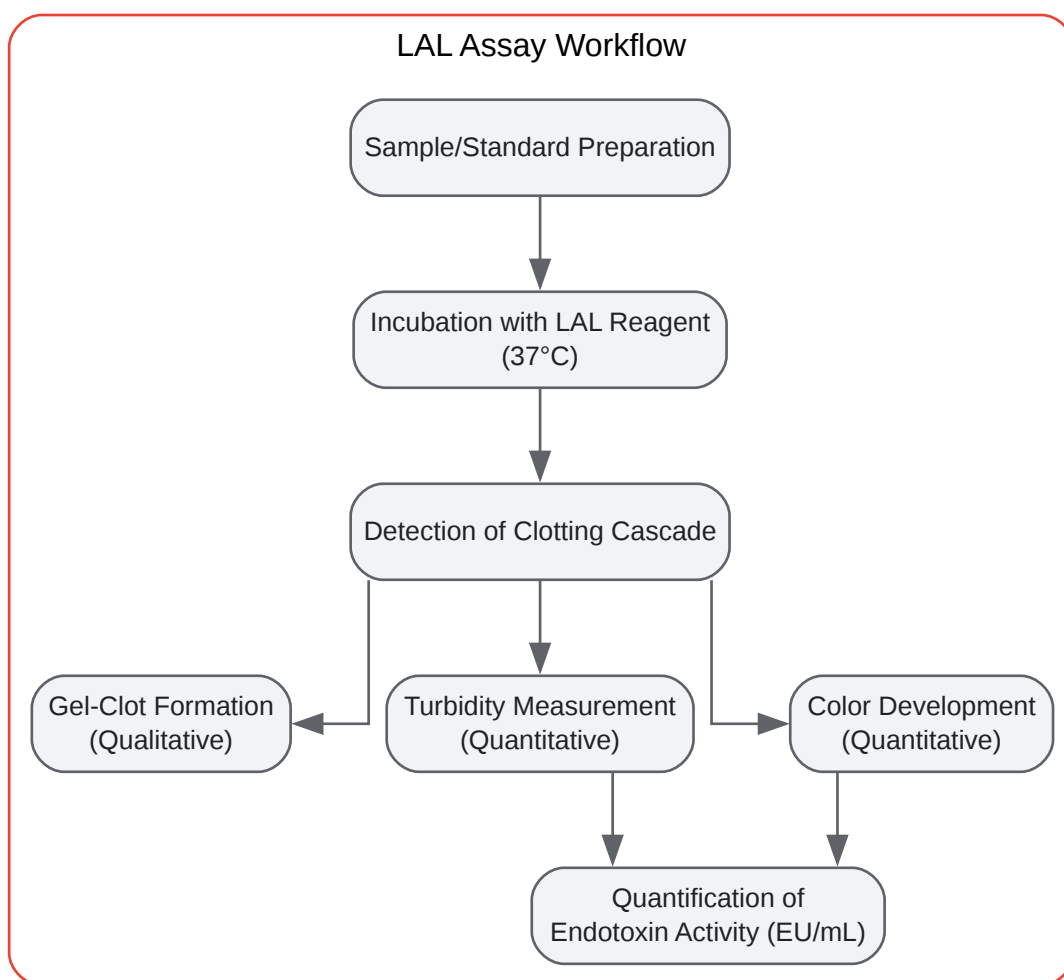 LAL Assay Workflow
Sample/Standard Preparation
Incubation with LAL Reagent
(37°C)
Detection of Clotting Cascade
Gel-Clot Formation
(Qualitative)
Turbidity Measurement
(Quantitative)
Color Development
(Quantitative)
Quantification of
Endotoxin Activity (EU/mL)